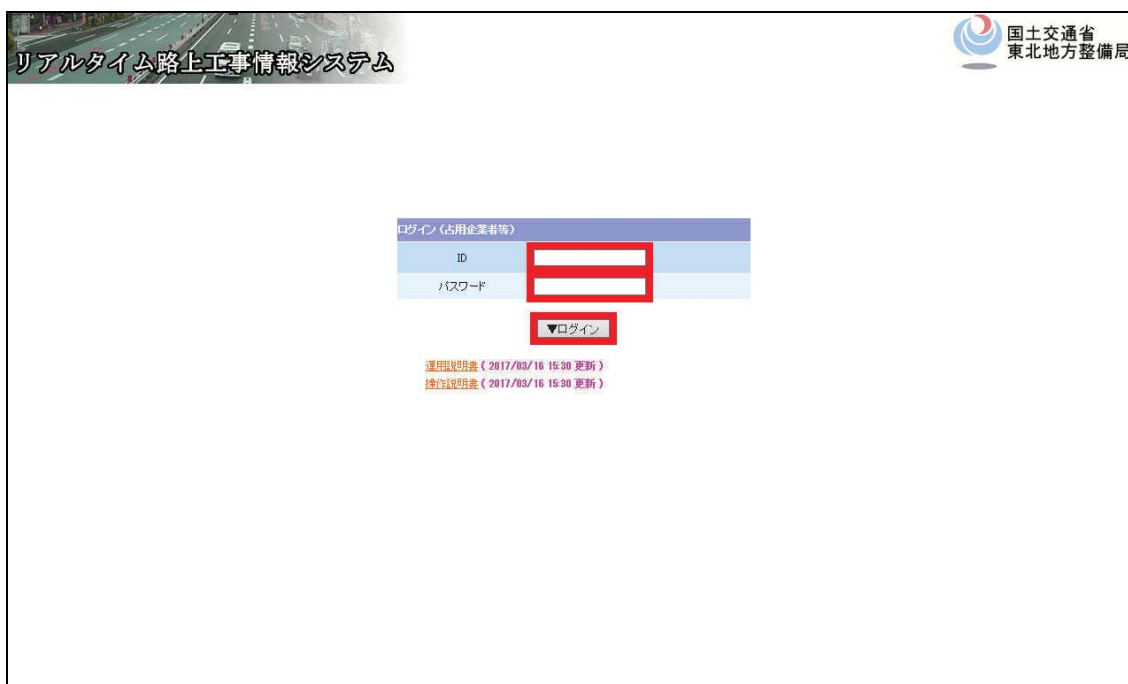 リアルタイム路上工事情報システム
国土交通省
東北地方整備局
ログイン（占用企業者等）
ID
パスワード
▼ログイン
運用説明書 ( 2017/03/16 15:30 更新 )
操作説明書 ( 2017/03/16 15:30 更新 )